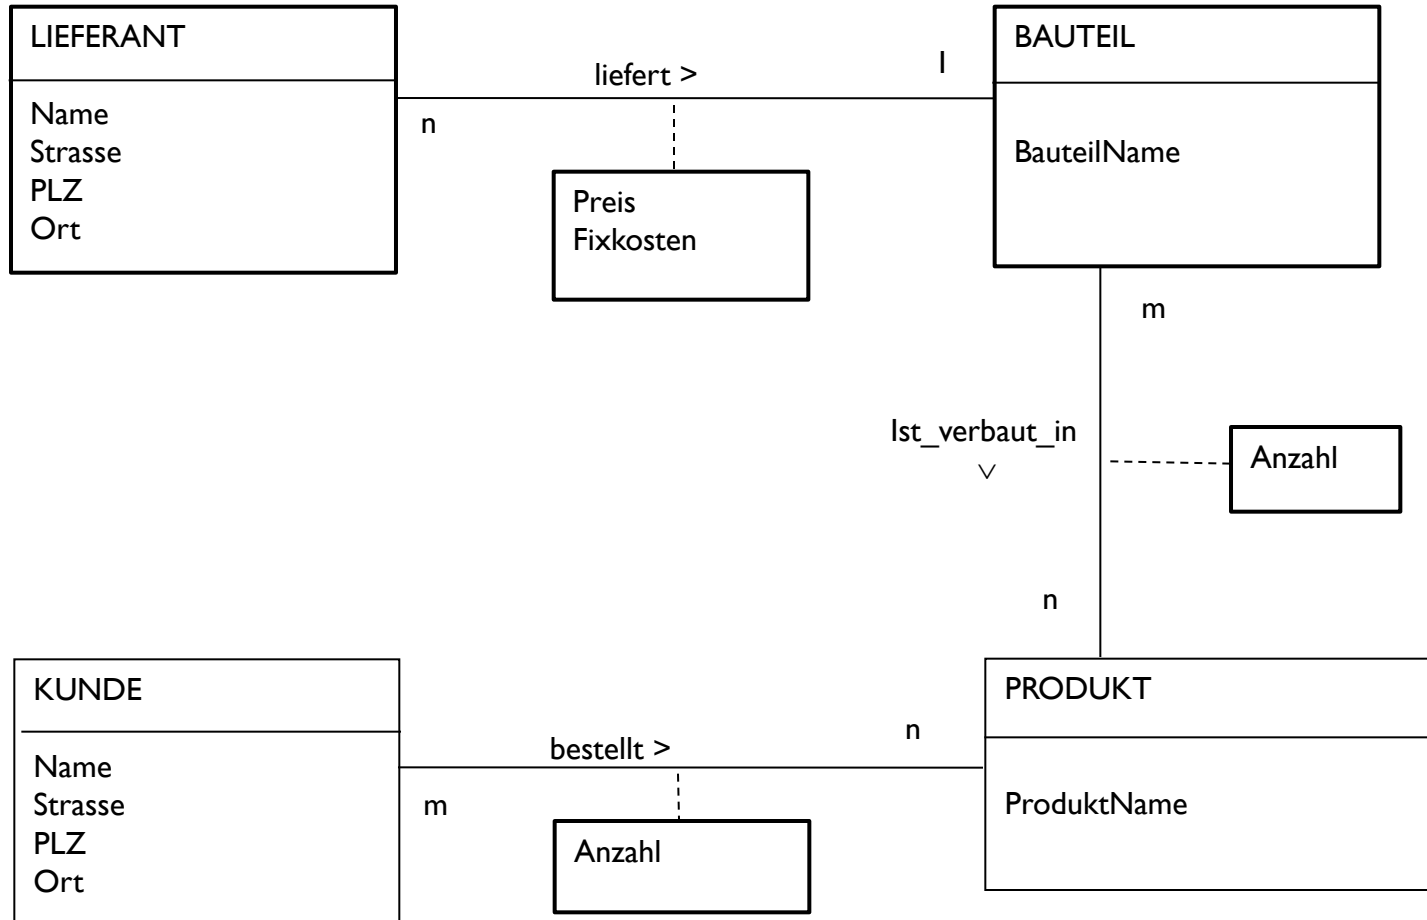 LIEFERANT
Name
Strasse
PLZ
Ort
liefert >
n
1
Preis
Fixkosten
BAUTEIL
BauteilName
m
Ist_verbaut_in
Anzahl
n
KUNDE
Name
Strasse
PLZ
Ort
bestellt >
m
n
Anzahl
PRODUKT
ProduktName